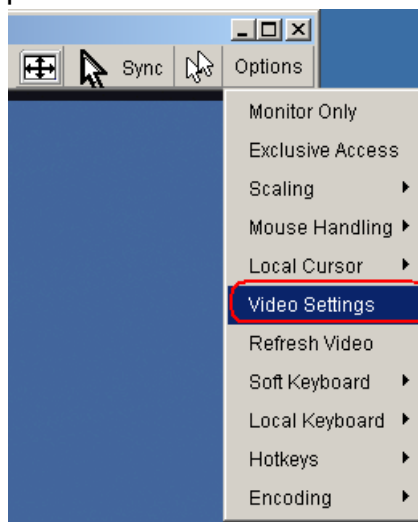 Sync
Options
Monitor Only
Exclusive Access
Scaling
Mouse Handling
Local Cursor
Video Settings
Refresh Video
Soft Keyboard
Local Keyboard
Hotkeys
Encoding